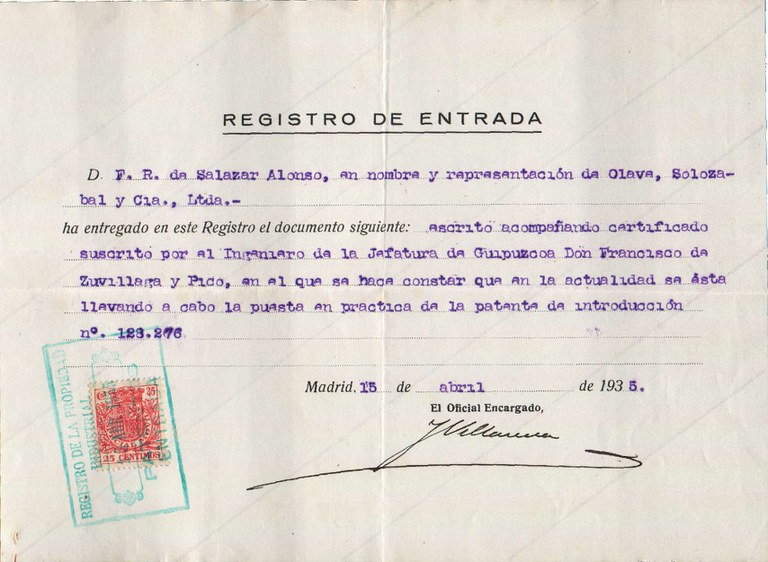 REGISTRO DE ENTRADA
D. F. R. de Salazar Alonso, en nombre y representación de Olave, Soloza-
bal y Cia., Ltda.-
ha entregado en este Registro el documento siguiente: escrito acompañando certificado
suscrito por el Ingeniero de la Jefatura de Guipuzcoa Don Francisco de
Zuvillaga y Pico, en el que se hace constar que en la actualidad se ésta
llevando a cabo la puesta en practica de la patente de introducción
nº. 123.276
Madrid, 15 de abril de 1935.
El Oficial Encargado,
JVillanueva
REGISTRO DE LA PROPIEDAD
INDUSTRIAL
25 CENTIMOS